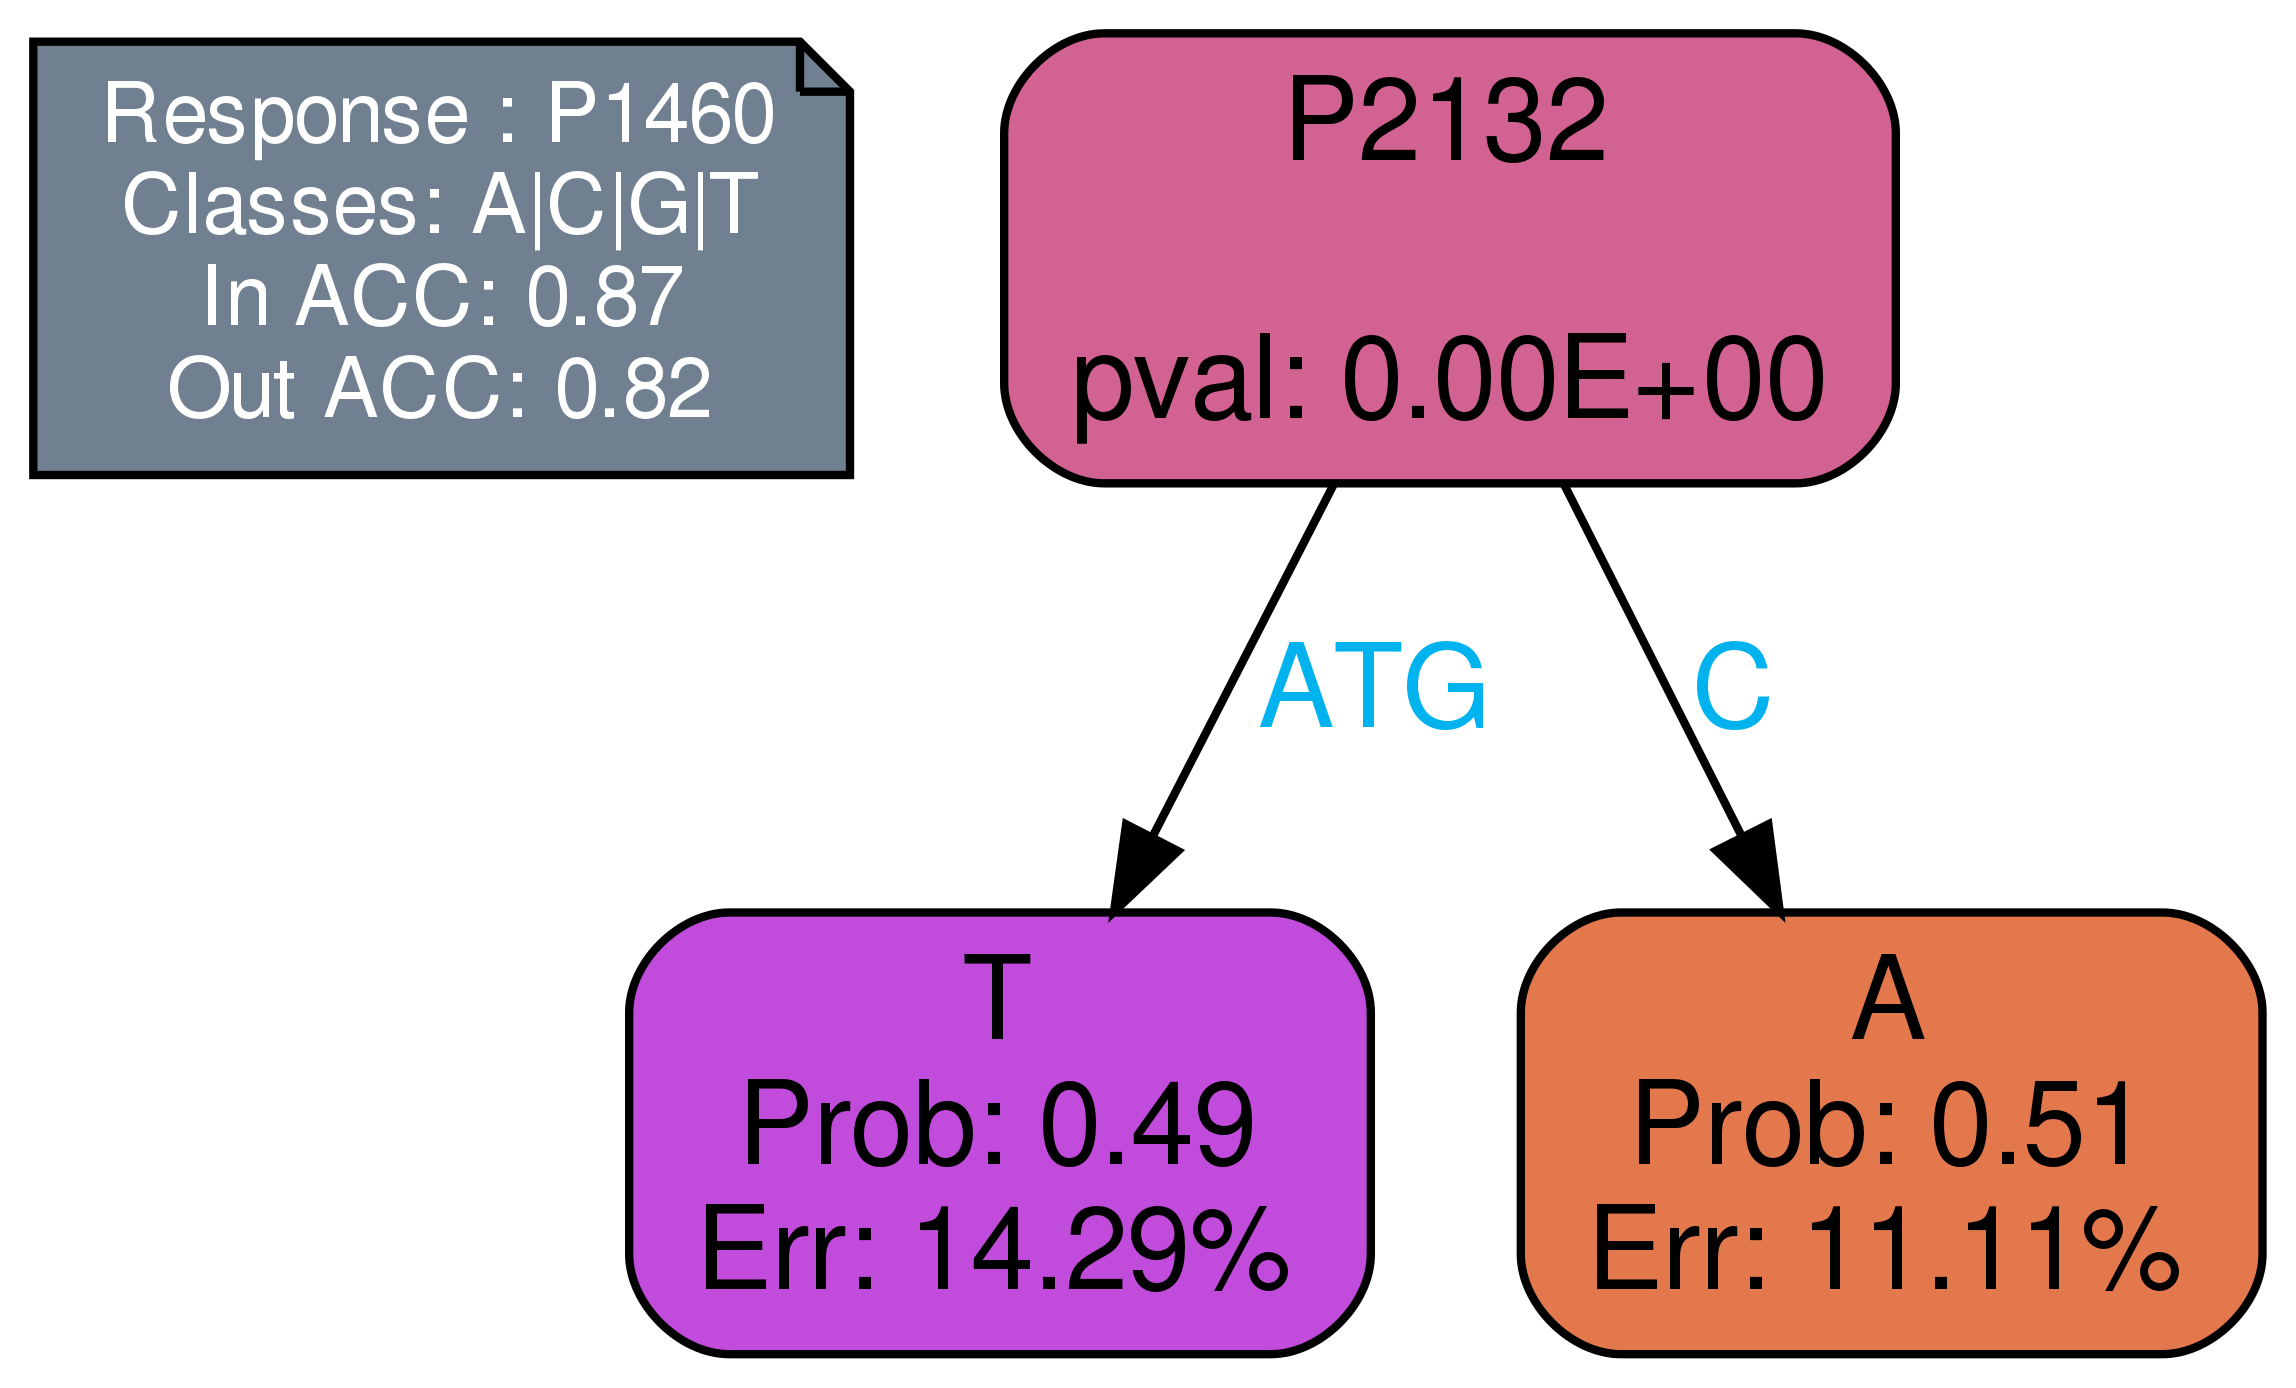 Response : P1460
Classes: A|C|G|T
In ACC: 0.87
Out ACC: 0.82
P2132
pval: 0.00E+00
ATG
C
T
Prob: 0.49
Err: 14.29%
A
Prob: 0.51
Err: 11.11%